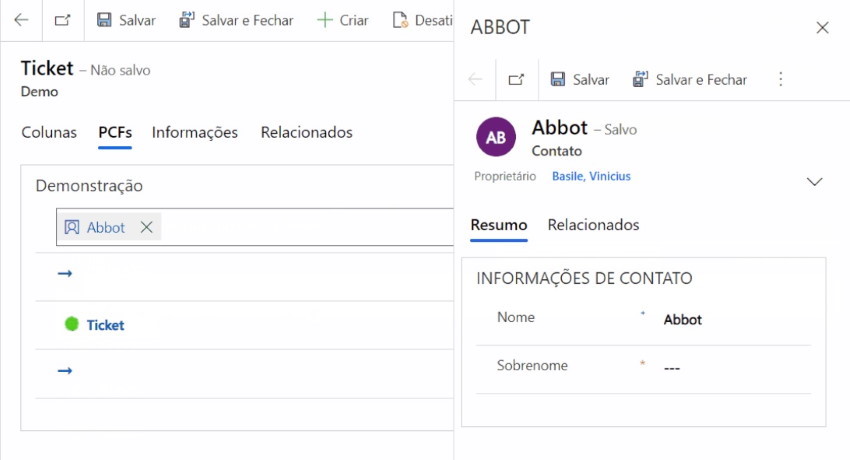 Salvar Salvar e Fechar Criar Desati
Ticket – Não salvo
Demo
Colunas PCFs Informações Relacionados
Demonstração
Abbot
Ticket
ABBOT
Salvar Salvar e Fechar
AB Abbot – Salvo
Contato
Proprietário Basile, Vinicius
Resumo Relacionados
INFORMAÇÕES DE CONTATO
Nome * Abbot
Sobrenome * ---